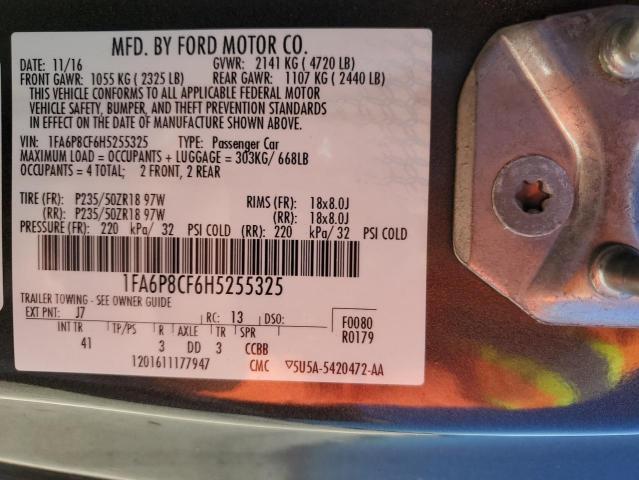 MFD. BY FORD MOTOR CO.
DATE: 11/16 GVWR: 2141 KG ( 4720 LB)
FRONT GAWR: 1055 KG ( 2325 LB) REAR GAWR: 1107 KG ( 2440 LB)
THIS VEHICLE CONFORMS TO ALL APPLICABLE FEDERAL MOTOR
VEHICLE SAFETY, BUMPER, AND THEFT PREVENTION STANDARDS
IN EFFECT ON THE DATE OF MANUFACTURE SHOWN ABOVE.
VIN: 1FA6P8CF6H5255325 TYPE: Passenger Car
MAXIMUM LOAD = OCCUPANTS + LUGGAGE = 303KG/ 668LB
OCCUPANTS = 4 TOTAL; 2 FRONT, 2 REAR
TIRE (FR): P235/50ZR18 97W RIMS (FR): 18x8.0J
(RR): P235/50ZR18 97W (RR): 18x8.0J
PRESSURE (FR): 220 kPa/ 32 PSI COLD (RR): 220 kPa/ 32 PSI COLD
1FA6P8CF6H5255325
TRAILER TOWING - SEE OWNER GUIDE
EXT PNT: J7 RC: 13 DSO: F0080
INT TR TP/PS R AXLE TR SPR R0179
41 3 DD 3 CCBB
1201611177947 CMC ▽5U5A-5420472-AA